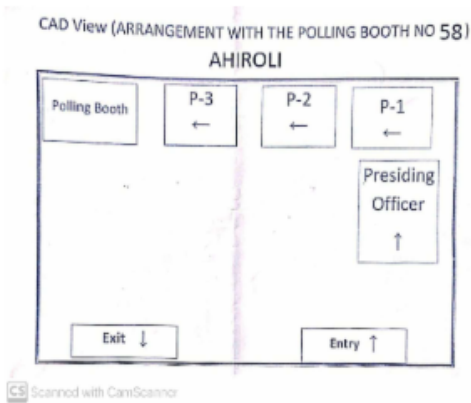 CAD View (ARRANGEMENT WITH THE POLLING BOOTH NO 58)
AHIROLI
Polling Booth
P-3
←
P-2
←
P-1
←
Presiding
Officer
↑
Exit ↓
Entry ↑
CS Scanned with CamScanner